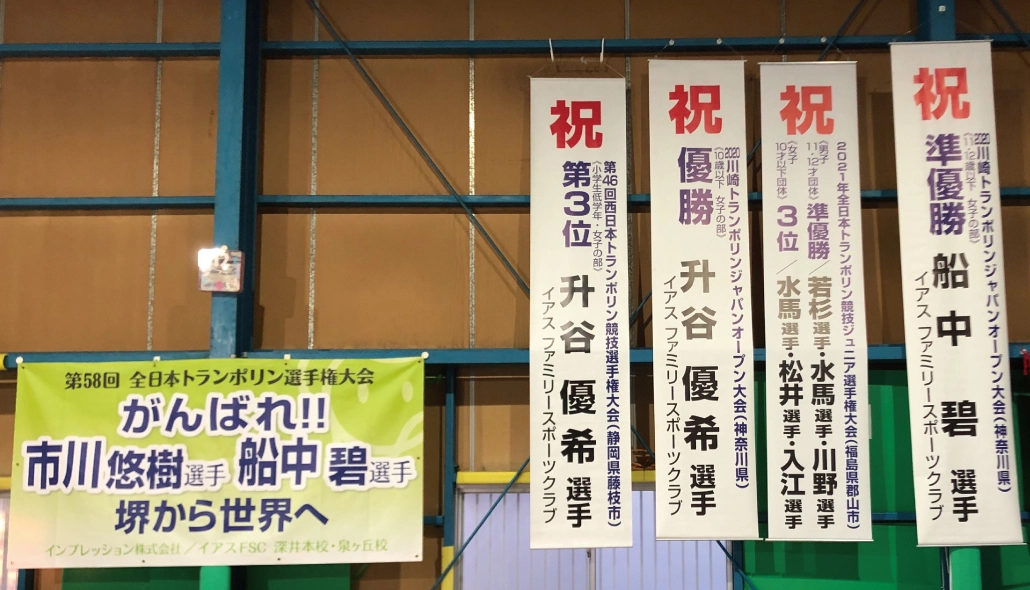 第58回 全日本トランポリン選手権大会
がんばれ!!
市川 悠樹選手 船中 碧選手
堺から世界へ
インプレッション株式会社／イアスFSC 深井本校・泉ヶ丘校
祝
第46回西日本トランポリン競技選手権大会(静岡県藤枝市)
〈小学生低学年・女子の部〉
第3位 升谷 優希 選手
イアス ファミリースポーツクラブ
祝
2020川崎トランポリンジャパンオープン大会(神奈川県)
〈10歳以下 女子の部〉
優勝 升谷 優希 選手
イアス ファミリースポーツクラブ
祝
2021年全日本トランポリン競技ジュニア選手権大会(福島県郡山市)
〈男子 11・12才団体〉 準優勝／若杉選手・水馬選手・川野選手
〈女子 10才以下団体〉 3位／水馬選手・松井選手・入江選手
祝
2020川崎トランポリンジャパンオープン大会(神奈川県)
〈11・12歳以下 女子の部〉
準優勝 船中 碧 選手
イアス ファミリースポーツクラブ